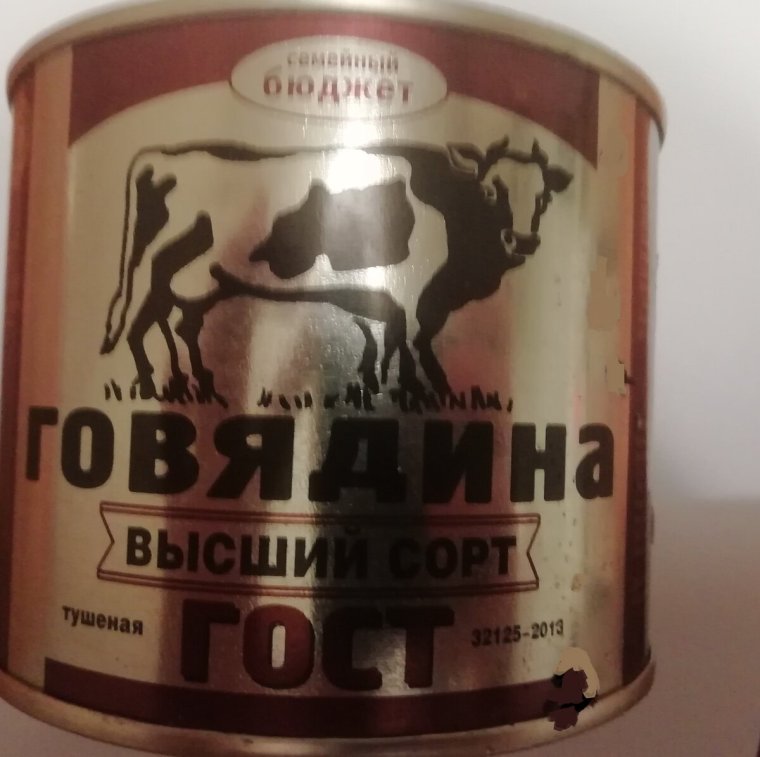 семейный
бюджет
говядина
ВЫСШИЙ СОРТ
тушеная ГОСТ 32125-2013